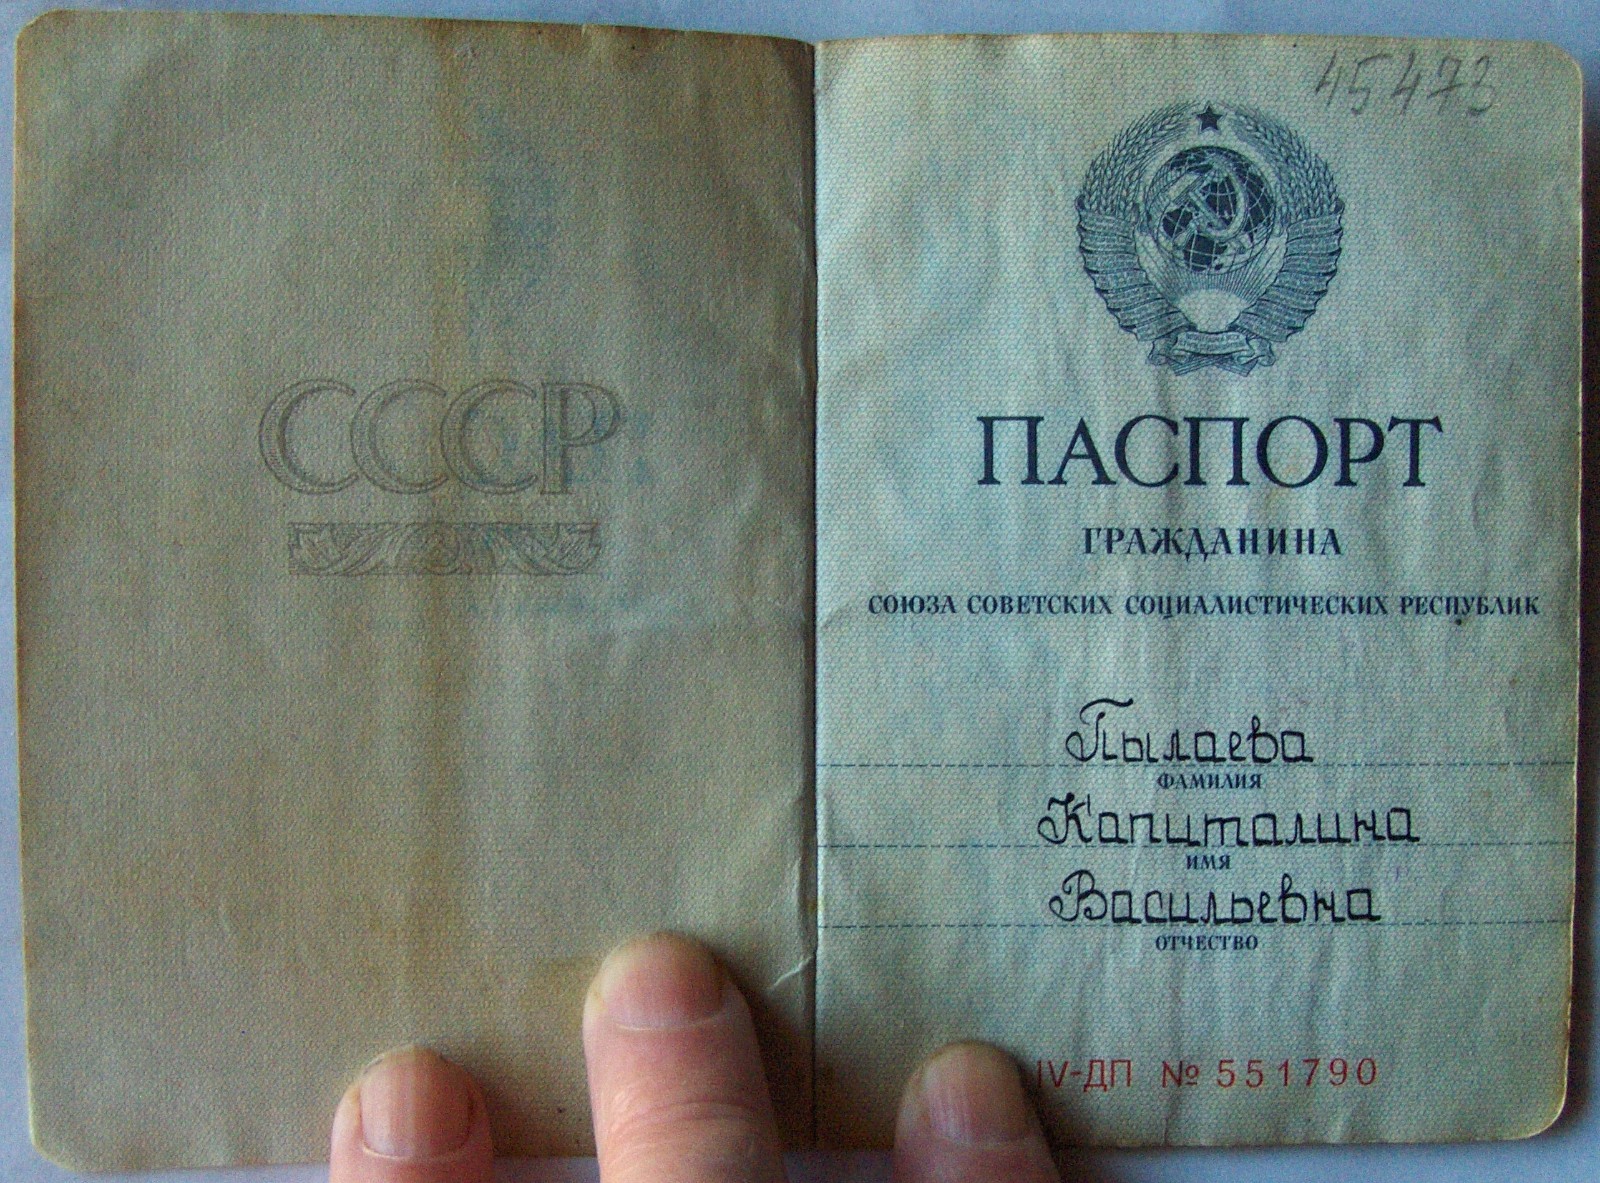 СССР
45473
ПАСПОРТ
ГРАЖДАНИНА
СОЮЗА СОВЕТСКИХ СОЦИАЛИСТИЧЕСКИХ РЕСПУБЛИК
Пылаева
ФАМИЛИЯ
Капиталина
ИМЯ
Васильевна
ОТЧЕСТВО
IV-ДП № 551790